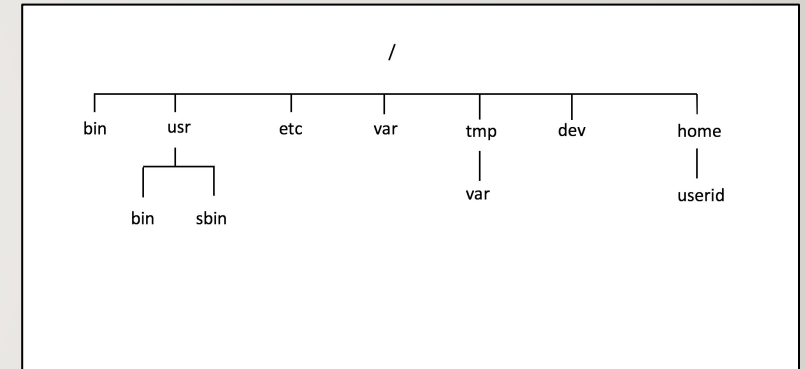 /
bin usr etc var tmp dev home
var userid
bin sbin